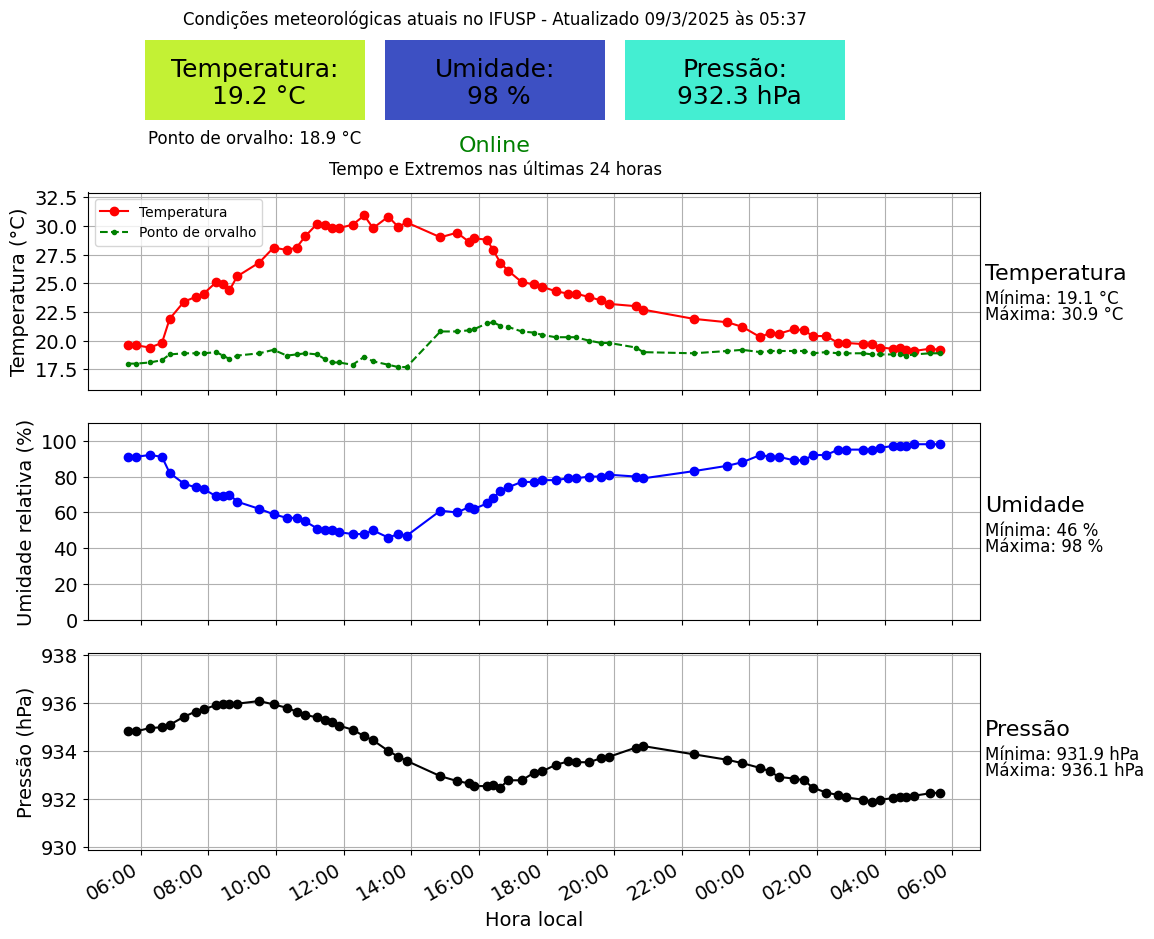 Condições meteorológicas atuais no IFUSP - Atualizado 09/3/2025 às 05:37
Temperatura:
19.2 °C
Umidade:
98 %
Pressão:
932.3 hPa
Ponto de orvalho: 18.9 °C
Online
Tempo e Extremos nas últimas 24 horas
Temperatura (°C)
32.5
30.0
27.5
25.0
22.5
20.0
17.5
Temperatura
Ponto de orvalho
Temperatura
Mínima: 19.1 °C
Máxima: 30.9 °C
Umidade relativa (%)
100
80
60
40
20
0
Umidade
Mínima: 46 %
Máxima: 98 %
Pressão (hPa)
938
936
934
932
930
Pressão
Mínima: 931.9 hPa
Máxima: 936.1 hPa
06:00 08:00 10:00 12:00 14:00 16:00 18:00 20:00 22:00 00:00 02:00 04:00 06:00
Hora local